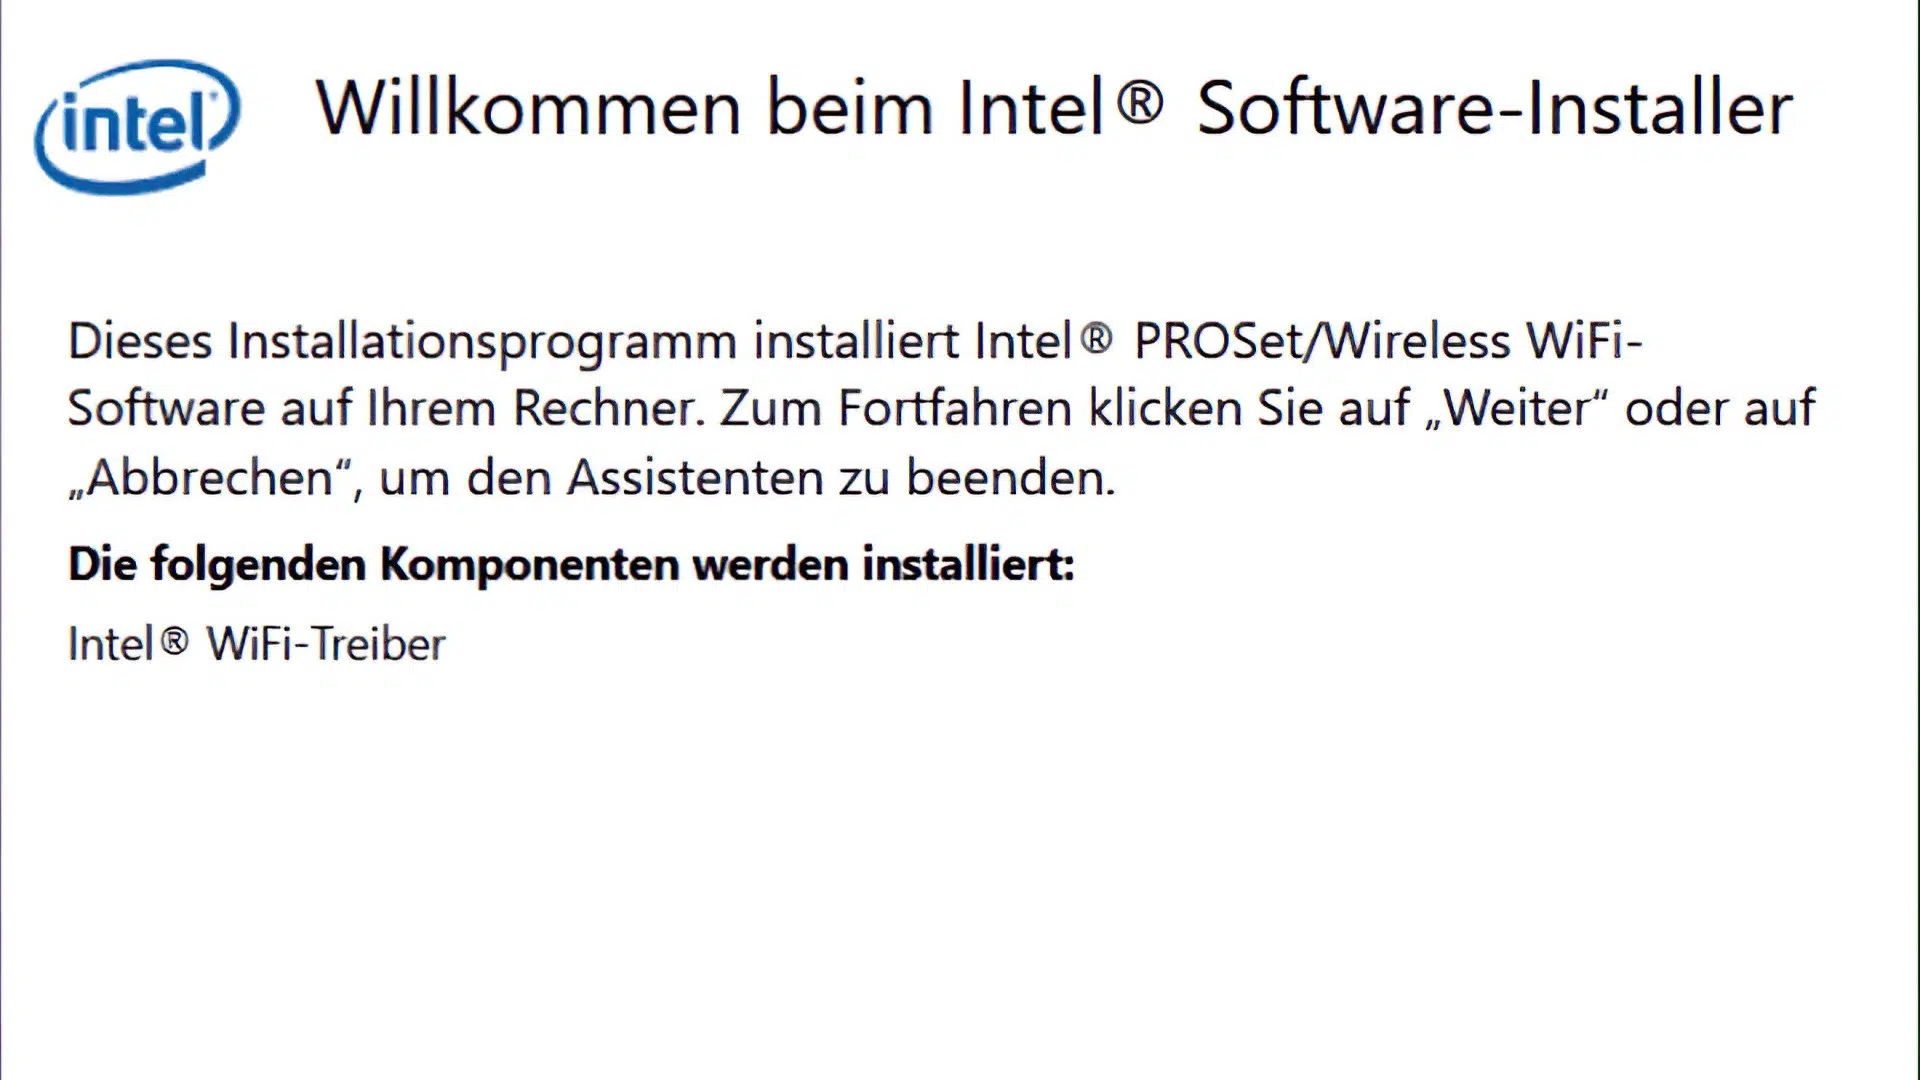 intel
Willkommen beim Intel® Software-Installer
Dieses Installationsprogramm installiert Intel® PROSet/Wireless WiFi-
Software auf Ihrem Rechner. Zum Fortfahren klicken Sie auf „Weiter“ oder auf
„Abbrechen“, um den Assistenten zu beenden.
Die folgenden Komponenten werden installiert:
Intel® WiFi-Treiber